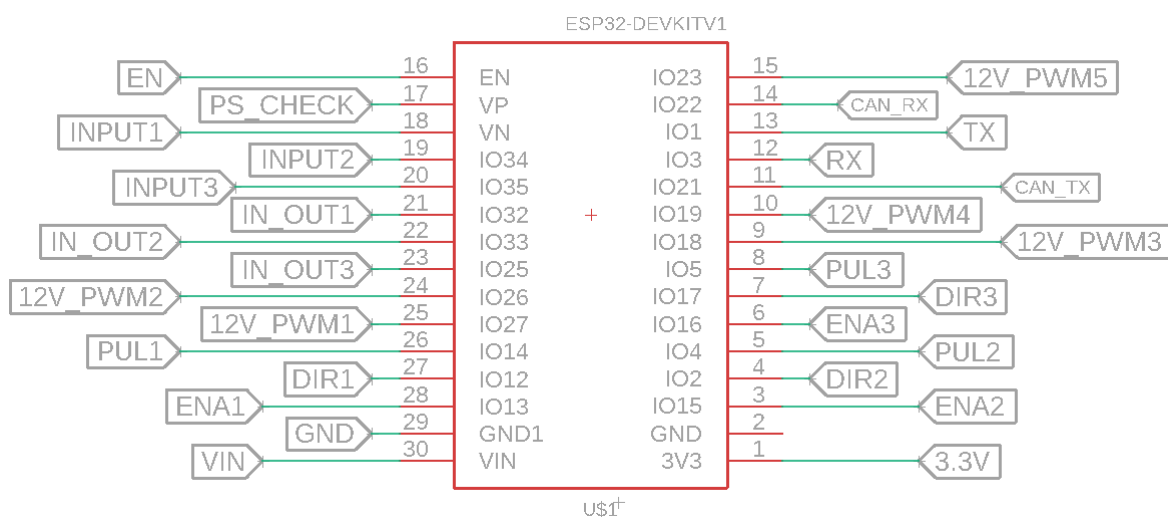 ESP32-DEVKITV1
EN 16 EN IO23 15 12V_PWM5
PS_CHECK 17 VP IO22 14 CAN_RX
INPUT1 18 VN IO1 13 TX
INPUT2 19 IO34 IO3 12 RX
INPUT3 20 IO35 IO21 11 CAN_TX
IN_OUT1 21 IO32 IO19 10 12V_PWM4
IN_OUT2 22 IO33 IO18 9 12V_PWM3
IN_OUT3 23 IO25 IO5 8 PUL3
12V_PWM2 24 IO26 IO17 7 DIR3
12V_PWM1 25 IO27 IO16 6 ENA3
PUL1 26 IO14 IO4 5 PUL2
DIR1 27 IO12 IO2 4 DIR2
ENA1 28 IO13 IO15 3 ENA2
GND 29 GND1 GND 2
VIN 30 VIN 3V3 1 3.3V
U$1